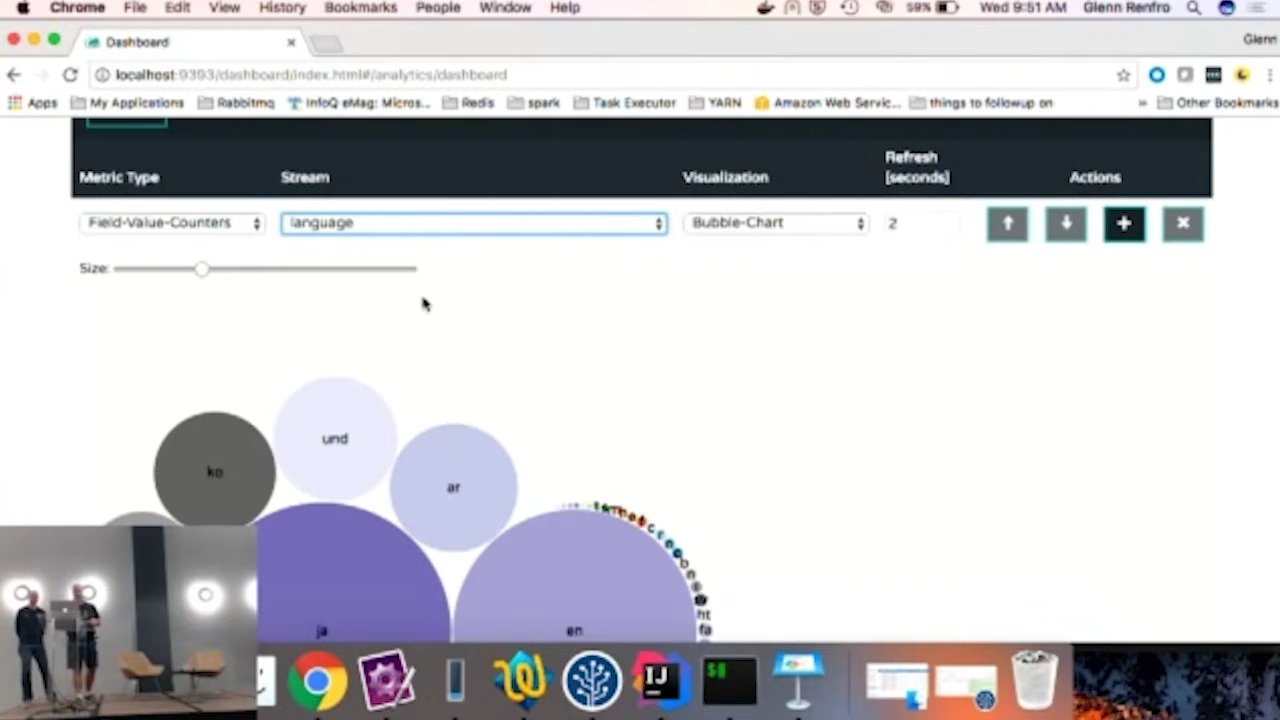 Chrome File Edit View History Bookmarks People Window Help 59% Wed 9:51 AM Glenn Renfro
Dashboard Glenn
localhost:9393/dashboard/index.html#/analytics/dashboard
Apps My Applications Rabbitmq InfoQ eMag: Micros... Redis spark Task Executor YARN Amazon Web Servic... things to followup on » Other Bookmarks
Metric Type Stream Visualization Refresh [seconds] Actions
Field-Value-Counters language Bubble-Chart 2
Size:
und
ko
ar
ht
fa
ja en
IJ
$